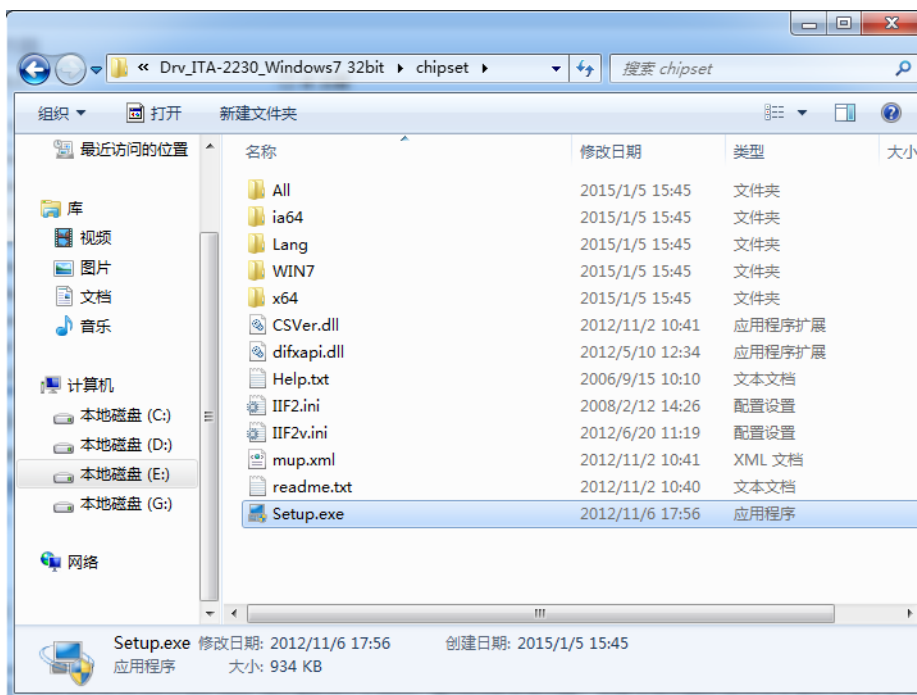 « Drv_ITA-2230_Windows7 32bit ▸ chipset ▸ 搜索 chipset
组织 打开 新建文件夹
最近访问的位置
库
视频
图片
文档
音乐
计算机
本地磁盘 (C:)
本地磁盘 (D:)
本地磁盘 (E:)
本地磁盘 (G:)
网络
名称 修改日期 类型 大小
All 2015/1/5 15:45 文件夹
ia64 2015/1/5 15:45 文件夹
Lang 2015/1/5 15:45 文件夹
WIN7 2015/1/5 15:45 文件夹
x64 2015/1/5 15:45 文件夹
CSVer.dll 2012/11/2 10:41 应用程序扩展
difxapi.dll 2012/5/10 12:34 应用程序扩展
Help.txt 2006/9/15 10:10 文本文档
IIF2.ini 2008/2/12 14:26 配置设置
IIF2v.ini 2012/6/20 11:19 配置设置
mup.xml 2012/11/2 10:41 XML 文档
readme.txt 2012/11/2 10:40 文本文档
Setup.exe 2012/11/6 17:56 应用程序
Setup.exe 修改日期: 2012/11/6 17:56 创建日期: 2015/1/5 15:45
应用程序 大小: 934 KB